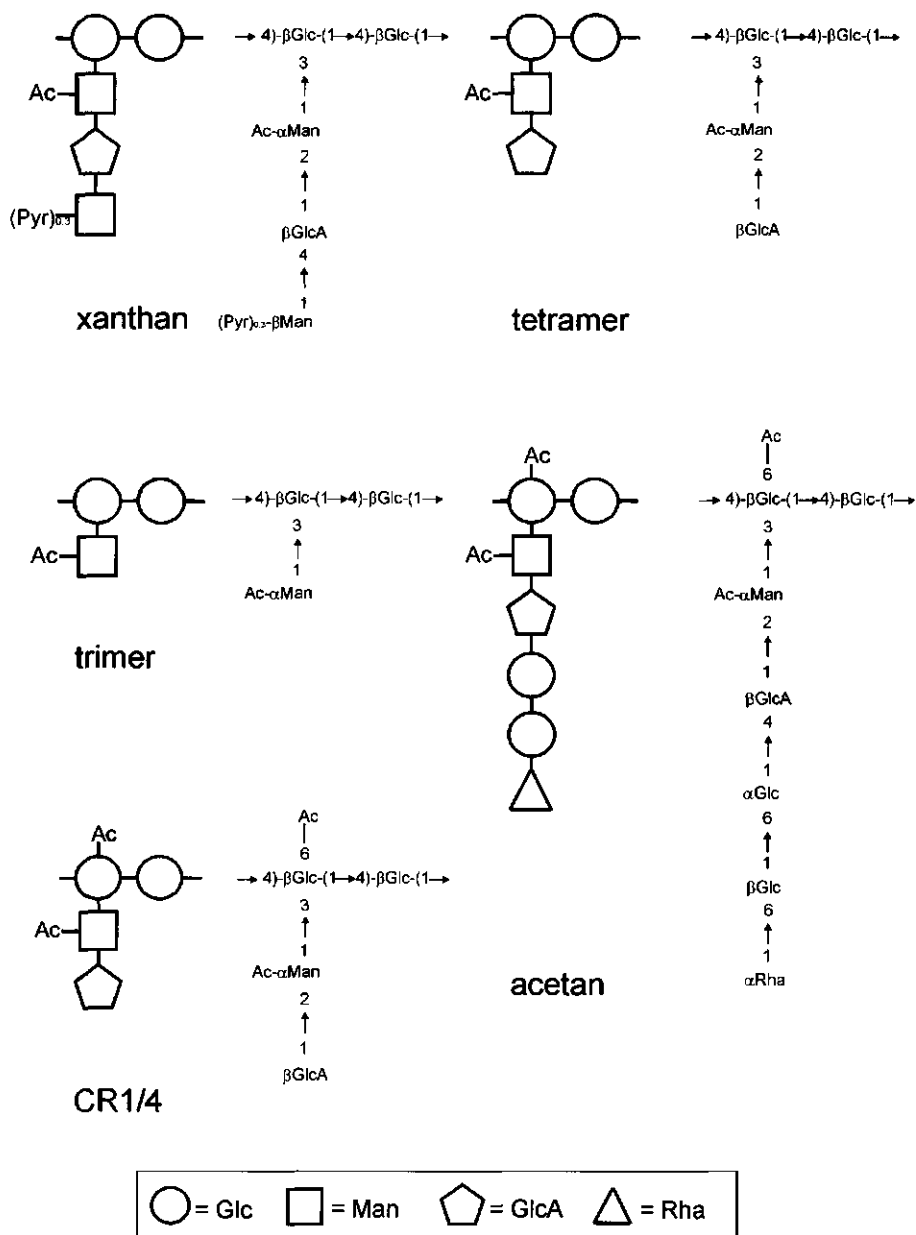 → 4)-βGlc-(1→4)-βGlc-(1→
3
↑
1
Ac
Ac-αMan
2
↑
1
βGlcA
4
↑
1
(Pyr)₀.₃
(Pyr)₀.₃-βMan
xanthan
→ 4)-βGlc-(1→4)-βGlc-(1→
3
↑
1
Ac
Ac-αMan
2
↑
1
βGlcA
tetramer
→ 4)-βGlc-(1→4)-βGlc-(1→
3
↑
1
Ac
Ac-αMan
trimer
Ac
Ac
6
→ 4)-βGlc-(1→4)-βGlc-(1→
3
↑
1
Ac
Ac-αMan
2
↑
1
βGlcA
4
↑
1
αGlc
6
↑
1
βGlc
6
↑
1
αRha
acetan
Ac
Ac
6
→ 4)-βGlc-(1→4)-βGlc-(1→
3
↑
1
Ac
Ac-αMan
2
↑
1
βGlcA
CR1/4
= Glc = Man = GlcA = Rha